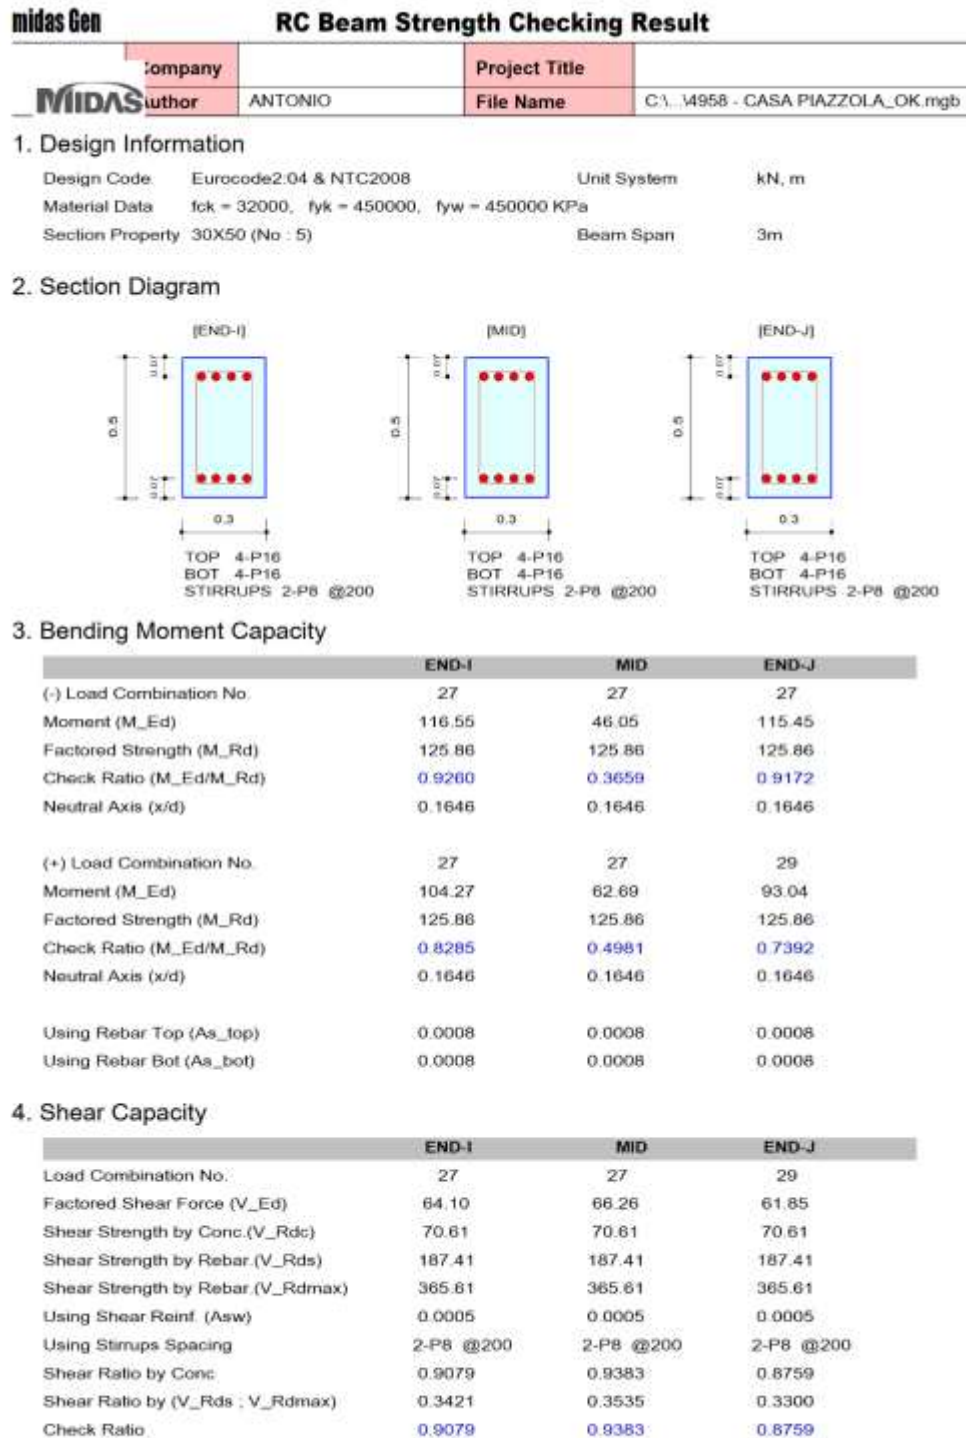 midas Gen RC Beam Strength Checking Result
Company Project Title
MIDAS Author ANTONIO File Name C:\...\4958 - CASA PIAZZOLA_OK.mgb
1. Design Information
Design Code Eurocode2:04 & NTC2008 Unit System kN, m
Material Data fck = 32000, fyk = 450000, fyw = 450000 KPa
Section Property 30X50 (No : 5) Beam Span 3m
2. Section Diagram
[END-I] [MID] [END-J]
0.07 0.07 0.07
0.5 0.5 0.5
0.07 0.07 0.07
0.3 0.3 0.3
TOP 4-P16 TOP 4-P16 TOP 4-P16
BOT 4-P16 BOT 4-P16 BOT 4-P16
STIRRUPS 2-P8 @200 STIRRUPS 2-P8 @200 STIRRUPS 2-P8 @200
3. Bending Moment Capacity
END-I MID END-J
(-) Load Combination No. 27 27 27
Moment (M_Ed) 116.55 46.05 115.45
Factored Strength (M_Rd) 125.86 125.86 125.86
Check Ratio (M_Ed/M_Rd) 0.9260 0.3659 0.9172
Neutral Axis (x/d) 0.1646 0.1646 0.1646
(+) Load Combination No. 27 27 29
Moment (M_Ed) 104.27 62.69 93.04
Factored Strength (M_Rd) 125.86 125.86 125.86
Check Ratio (M_Ed/M_Rd) 0.8285 0.4981 0.7392
Neutral Axis (x/d) 0.1646 0.1646 0.1646
Using Rebar Top (As_top) 0.0008 0.0008 0.0008
Using Rebar Bot (As_bot) 0.0008 0.0008 0.0008
4. Shear Capacity
END-I MID END-J
Load Combination No. 27 27 29
Factored Shear Force (V_Ed) 64.10 66.26 61.85
Shear Strength by Conc.(V_Rdc) 70.61 70.61 70.61
Shear Strength by Rebar.(V_Rds) 187.41 187.41 187.41
Shear Strength by Rebar.(V_Rdmax) 365.61 365.61 365.61
Using Shear Reinf. (Asw) 0.0005 0.0005 0.0005
Using Stirrups Spacing 2-P8 @200 2-P8 @200 2-P8 @200
Shear Ratio by Conc 0.9079 0.9383 0.8759
Shear Ratio by (V_Rds ; V_Rdmax) 0.3421 0.3535 0.3300
Check Ratio 0.9079 0.9383 0.8759